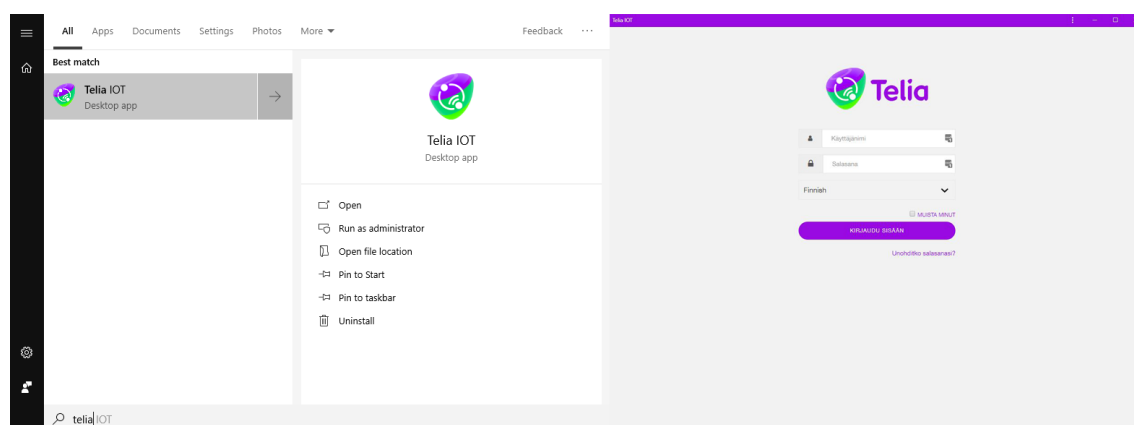 All Apps Documents Settings Photos More Feedback ...
Best match
Telia IOT
Desktop app
Telia IOT
Desktop app
Open
Run as administrator
Open file location
Pin to Start
Pin to taskbar
Uninstall
telia IOT
Telia IOT
Telia
Käyttäjänimi
Salasana
Finnish
MUISTA MINUT
KIRJAUDU SISÄÄN
Unohditko salasanasi?